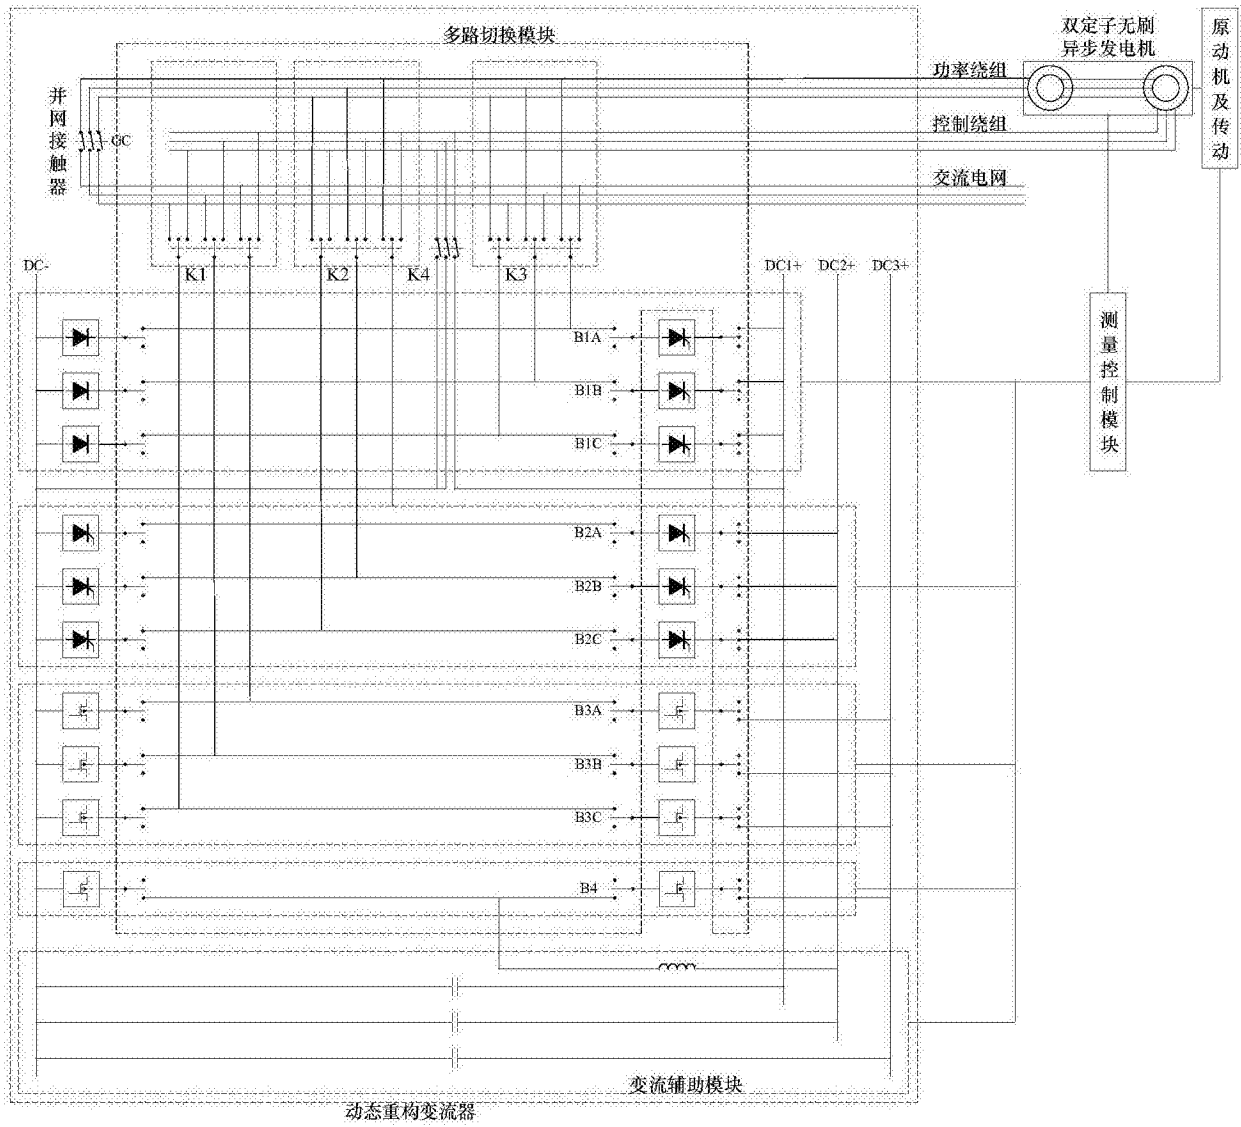 多路切换模块
双定子无刷
异步发电机
原动机及传动
功率绕组
并网接触器
GC
控制绕组
交流电网
DC-
K1
K2
K4
K3
DC1+
DC2+
DC3+
测量控制模块
B1A
B1B
B1C
B2A
B2B
B2C
B3A
B3B
B3C
B4
变流辅助模块
动态重构变流器